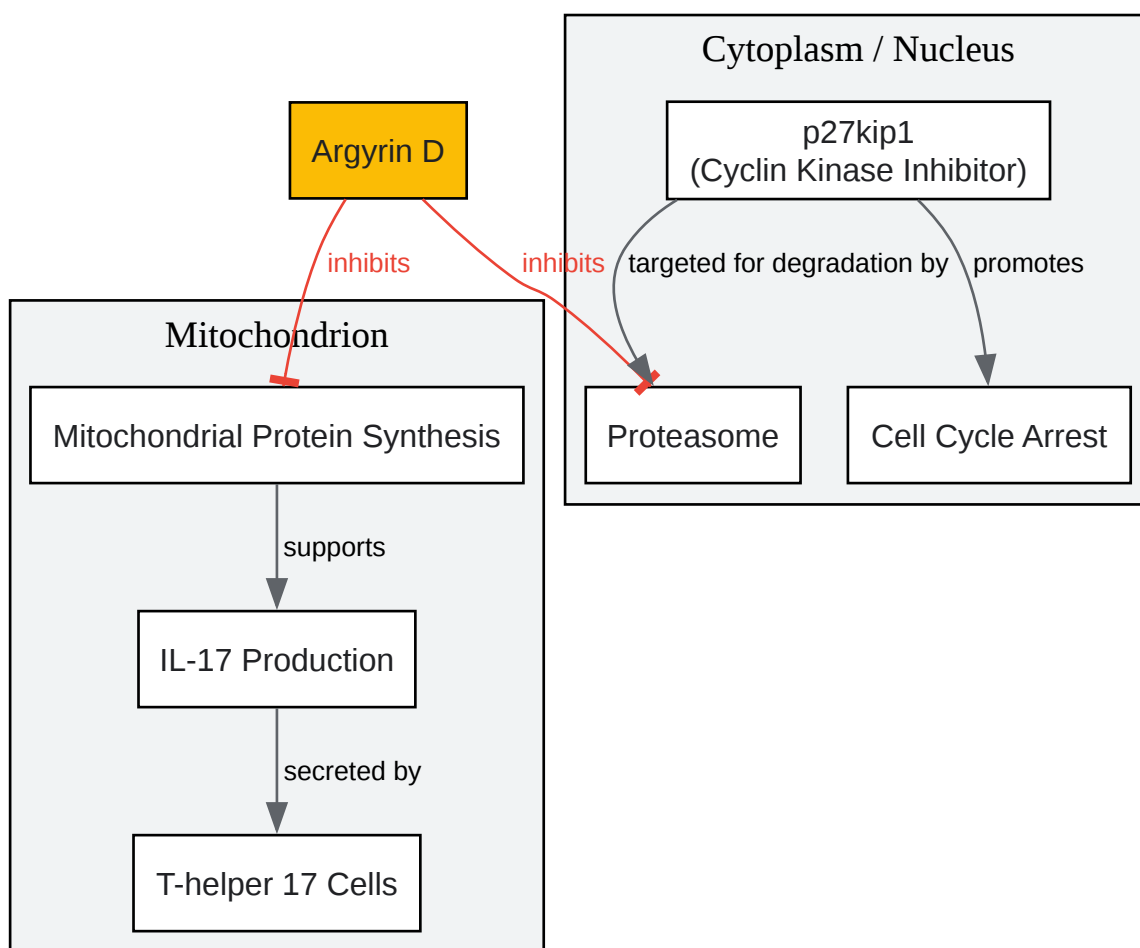 Cytoplasm / Nucleus
Argyrin D
p27kip1
(Cyclin Kinase Inhibitor)
inhibits
inhibits
targeted for degradation by
promotes
Mitochondrion
Mitochondrial Protein Synthesis
Proteasome
Cell Cycle Arrest
supports
IL-17 Production
secreted by
T-helper 17 Cells